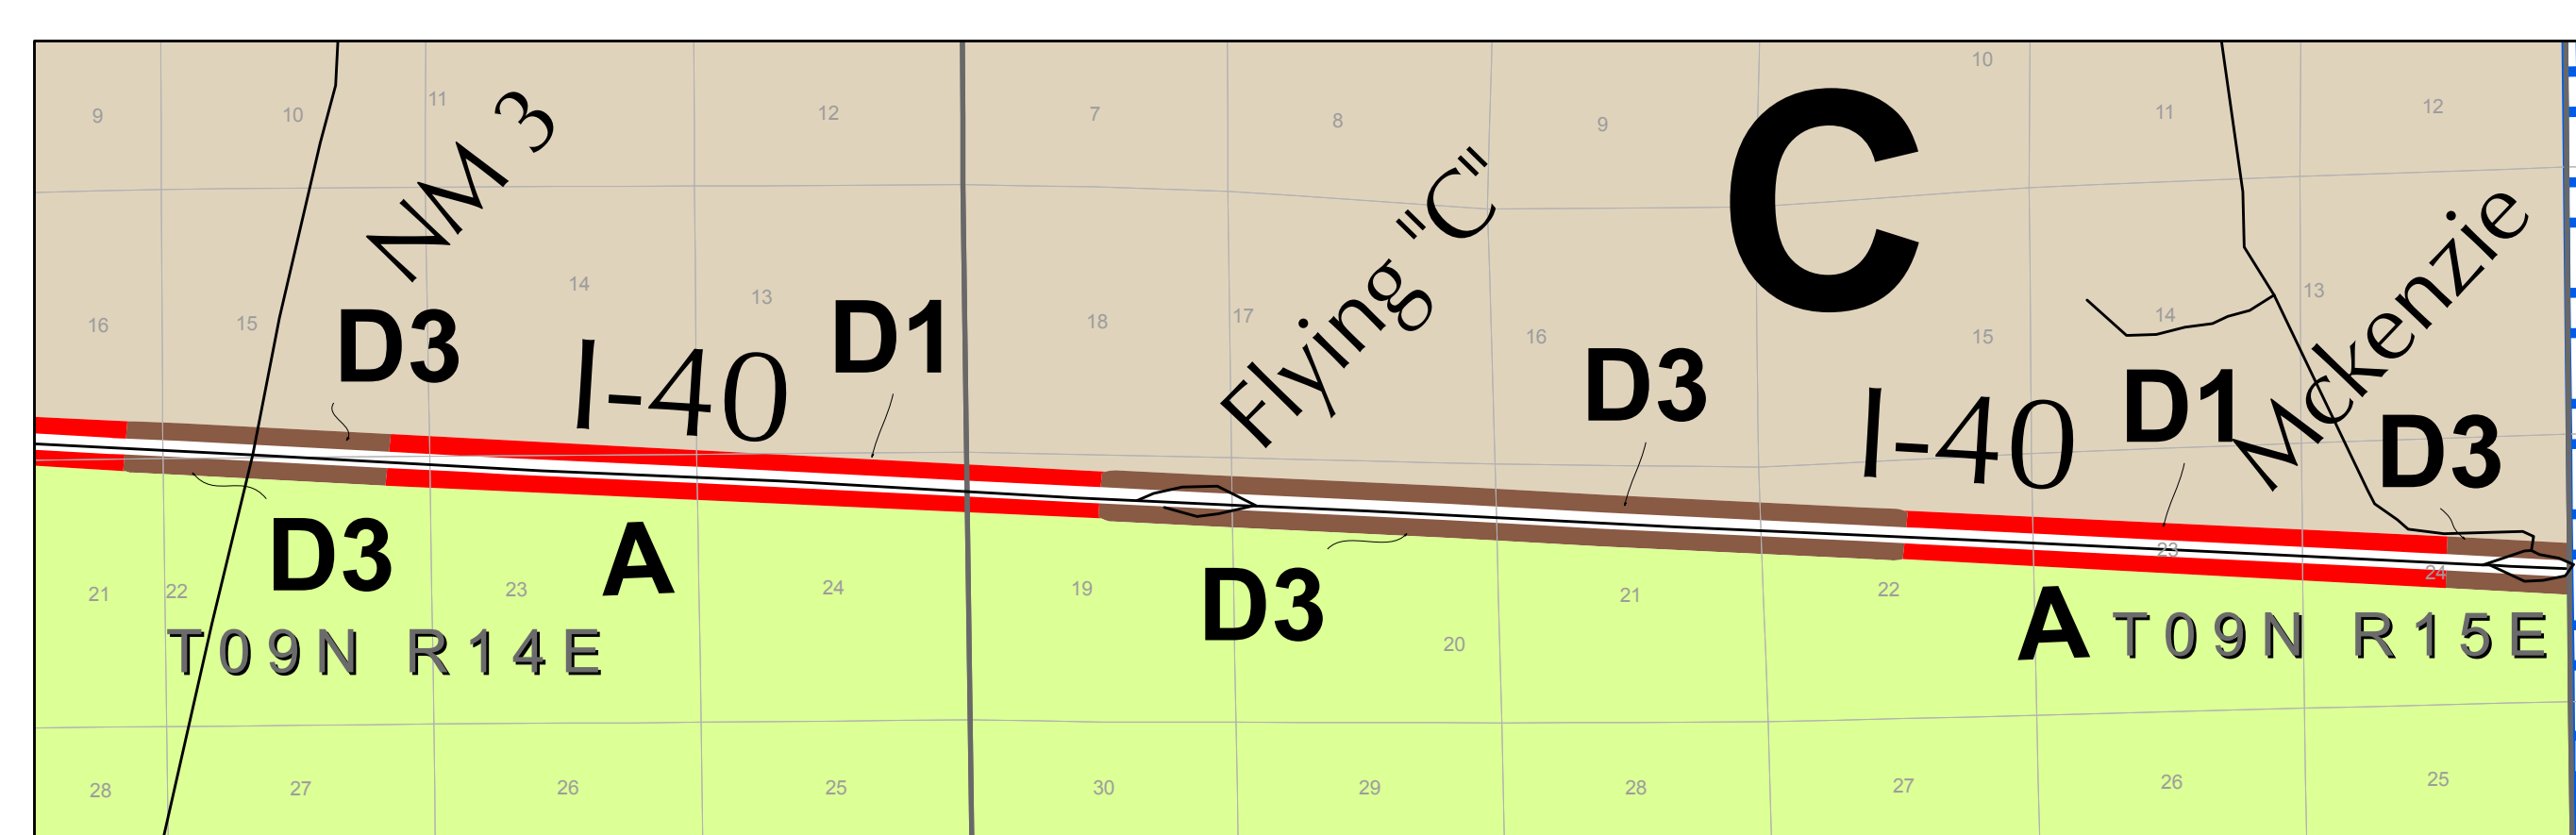 10
9 10 11 12 7 8 9 11 12
NM 3
Flying "C"
C
Mckenzie
16 15 14 13 18 17 16 15 14 13
D3 I-40 D1 D3 I-40 D1 D3
23
24
D3 A D3 A
21 22 23 24 19 20 21 22
T09N R14E T09N R15E
28 27 26 25 30 29 28 27 26 25